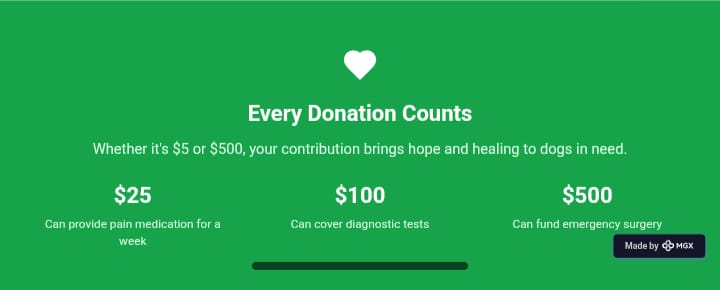 Every Donation Counts
Whether it's $5 or $500, your contribution brings hope and healing to dogs in need.
$25
Can provide pain medication for a
week
$100
Can cover diagnostic tests
$500
Can fund emergency surgery
Made by MGX